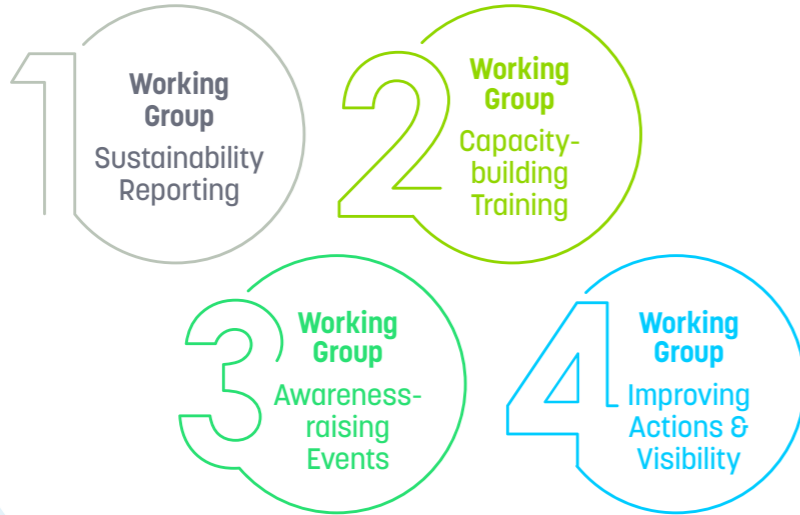 1
Working
Group
Sustainability
Reporting
2
Working
Group
Capacity-
building
Training
3
Working
Group
Awareness-
raising
Events
4
Working
Group
Improving
Actions &
Visibility